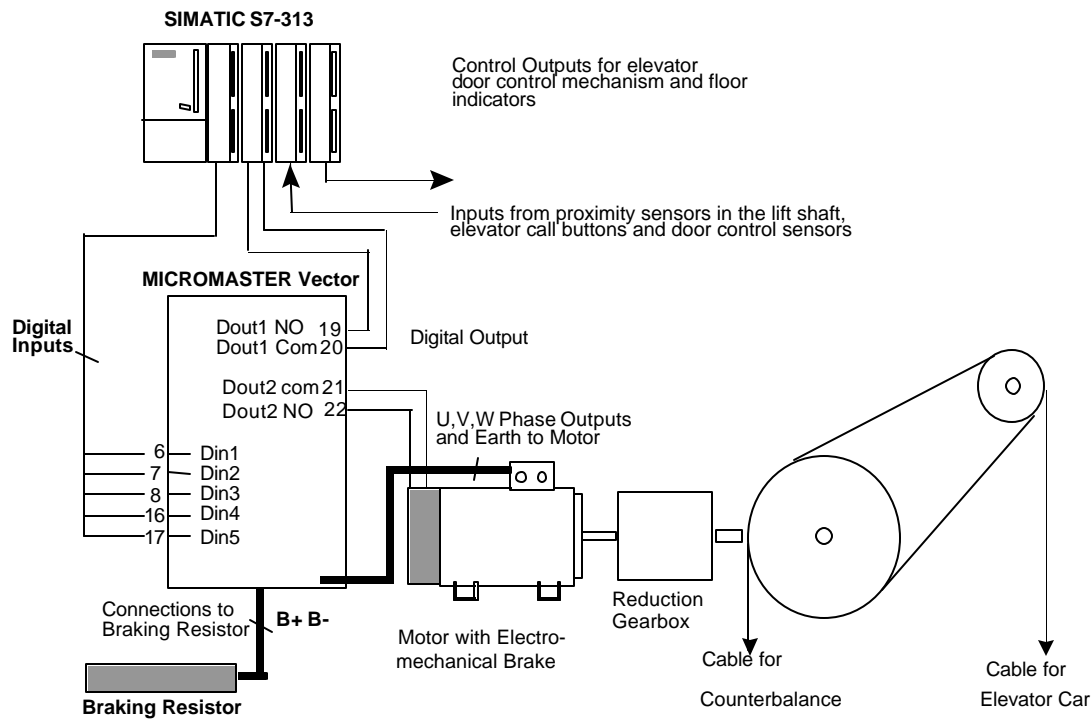 SIMATIC S7-313
Control Outputs for elevator
door control mechanism and floor
indicators
Inputs from proximity sensors in the lift shaft,
elevator call buttons and door control sensors
MICROMASTER Vector
Digital
Inputs
Dout1 NO 19
Dout1 Com 20
Digital Output
Dout2 com 21
Dout2 NO 22
U,V,W Phase Outputs
and Earth to Motor
6 Din1
7 Din2
8 Din3
16 Din4
17 Din5
Connections to
Braking Resistor
B+ B-
Braking Resistor
Motor with Electro-
mechanical Brake
Reduction
Gearbox
Cable for
Counterbalance
Cable for
Elevator Car